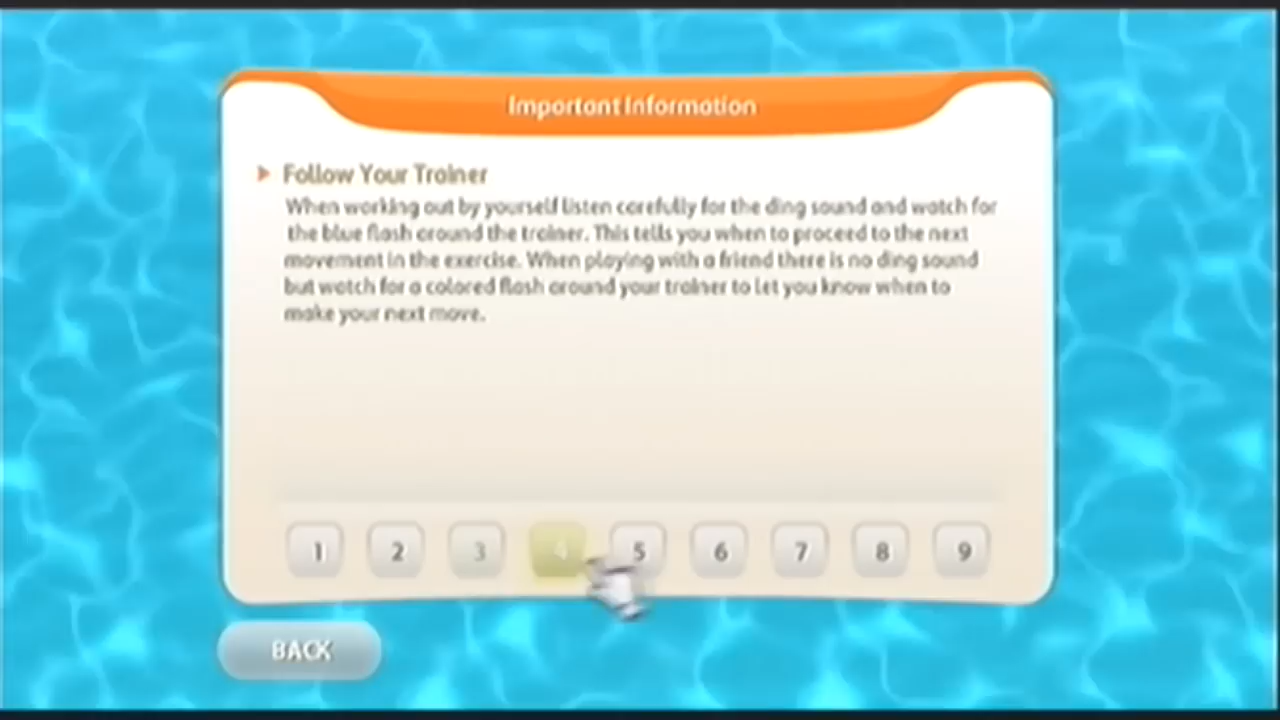 Important Information
Follow Your Trainer
When working out by yourself listen carefully for the ding sound and watch for
the blue flash around the trainer. This tells you when to proceed to the next
movement in the exercise. When playing with a friend there is no ding sound
but watch for a colored flash around your trainer to let you know when to
make your next move.
1 2 3 4 5 6 7 8 9
BACK